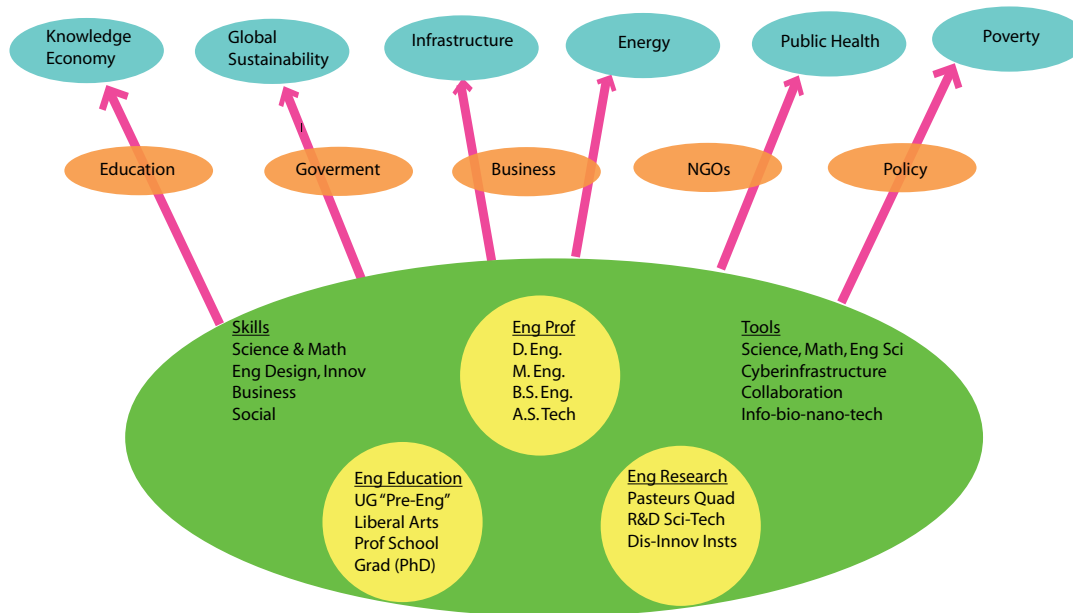 Knowledge
Economy
Global
Sustainability
Infrastructure
Energy
Public Health
Poverty
Education
Goverment
Business
NGOs
Policy
Skills
Science & Math
Eng Design, Innov
Business
Social
Eng Prof
D. Eng.
M. Eng.
B.S. Eng.
A.S. Tech
Tools
Science, Math, Eng Sci
Cyberinfrastructure
Collaboration
Info-bio-nano-tech
Eng Education
UG “Pre-Eng”
Liberal Arts
Prof School
Grad (PhD)
Eng Research
Pasteurs Quad
R&D Sci-Tech
Dis-Innov Insts